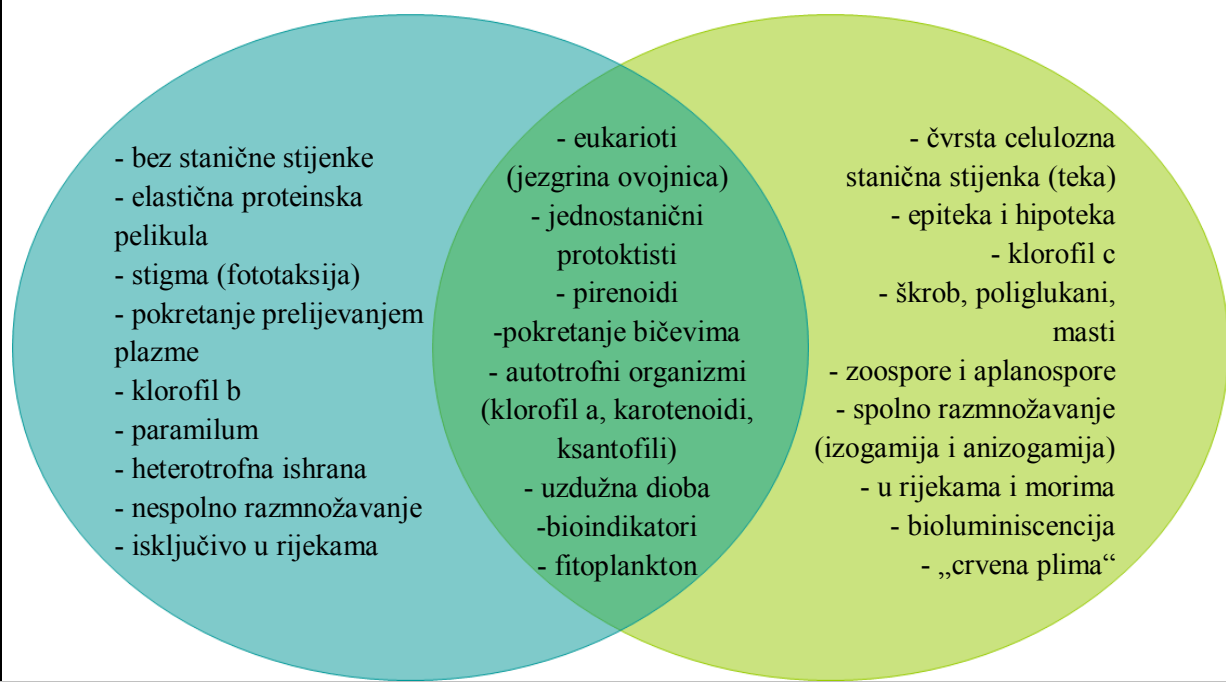 - bez stanične stijenke
- elastična proteinska
pelikula
- stigma (fototaksija)
- pokretanje prelijevanjem
plazme
- klorofil b
- paramilum
- heterotrofna ishrana
- nespolno razmnožavanje
- isključivo u rijekama
- eukarioti
(jezgrina ovojnica)
- jednostanični
protoktisti
- pirenoidi
-pokretanje bičevima
- autotrofni organizmi
(klorofil a, karotenoidi,
ksantofili)
- uzdužna dioba
-bioindikatori
- fitoplankton
- čvrsta celulozna
stanična stijenka (teka)
- epiteka i hipoteka
- klorofil c
- škrob, poliglukani,
masti
- zoospore i aplanospore
- spolno razmnožavanje
(izogamija i anizogamija)
- u rijekama i morima
- bioluminiscencija
- „crvena plima“